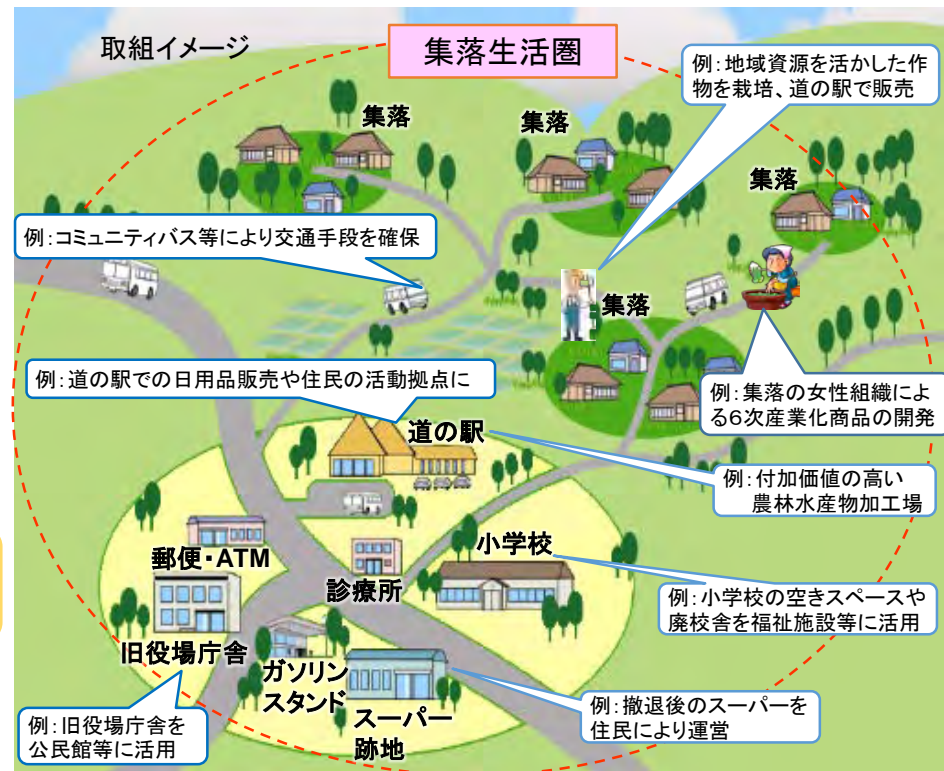 取組イメージ
集落生活圏
例:地域資源を活かした作
物を栽培、道の駅で販売
集落
集落
集落
例:コミュニティバス等により交通手段を確保
集落
例:道の駅での日用品販売や住民の活動拠点に
例:集落の女性組織によ
る6次産業化商品の開発
道の駅
例:付加価値の高い
農林水産物加工場
郵便・ATM
小学校
診療所
例:小学校の空きスペースや
廃校舎を福祉施設等に活用
旧役場庁舎
ガソリン
スタンド
スーパー
跡地
例:旧役場庁舎を
公民館等に活用
例:撤退後のスーパーを
住民により運営